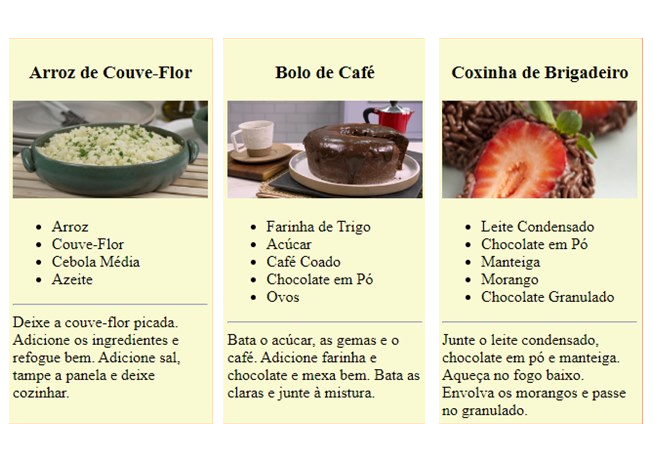 Arroz de Couve-Flor
Arroz
Couve-Flor
Cebola Média
Azeite
Deixe a couve-flor picada.
Adicione os ingredientes e
refogue bem. Adicione sal,
tampe a panela e deixe
cozinhar.
Bolo de Café
Farinha de Trigo
Acúcar
Café Coado
Chocolate em Pó
Ovos
Bata o acúcar, as gemas e o
café. Adicione farinha e
chocolate e mexa bem. Bata as
claras e junte à mistura.
Coxinha de Brigadeiro
Leite Condensado
Chocolate em Pó
Manteiga
Morango
Chocolate Granulado
Junte o leite condensado,
chocolate em pó e manteiga.
Aqueça no fogo baixo.
Envolva os morangos e passe
no granulado.